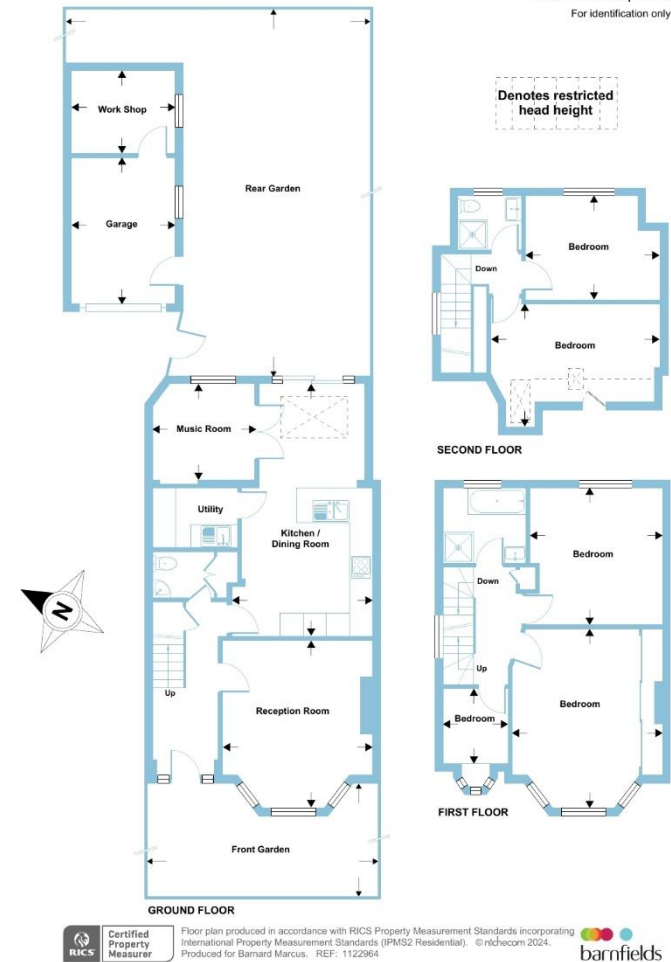 For identification only
Denotes restricted
head height
Work Shop
Rear Garden
Garage
Bedroom
Down
Bedroom
SECOND FLOOR
Music Room
Utility
Kitchen /
Dining Room
Bedroom
Down
N
Up
Up
Reception Room
Bedroom
Bedroom
FIRST FLOOR
Front Garden
GROUND FLOOR
RICS
Certified
Property
Measurer
Floor plan produced in accordance with RICS Property Measurement Standards incorporating
International Property Measurement Standards (IPMS2 Residential). © nichecom 2024.
Produced for Barnard Marcus. REF: 1122964
barnfields